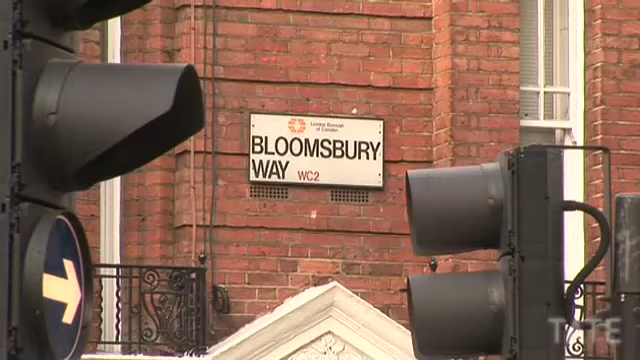 London Borough
of Camden
BLOOMSBURY
WAY WC2
TATE